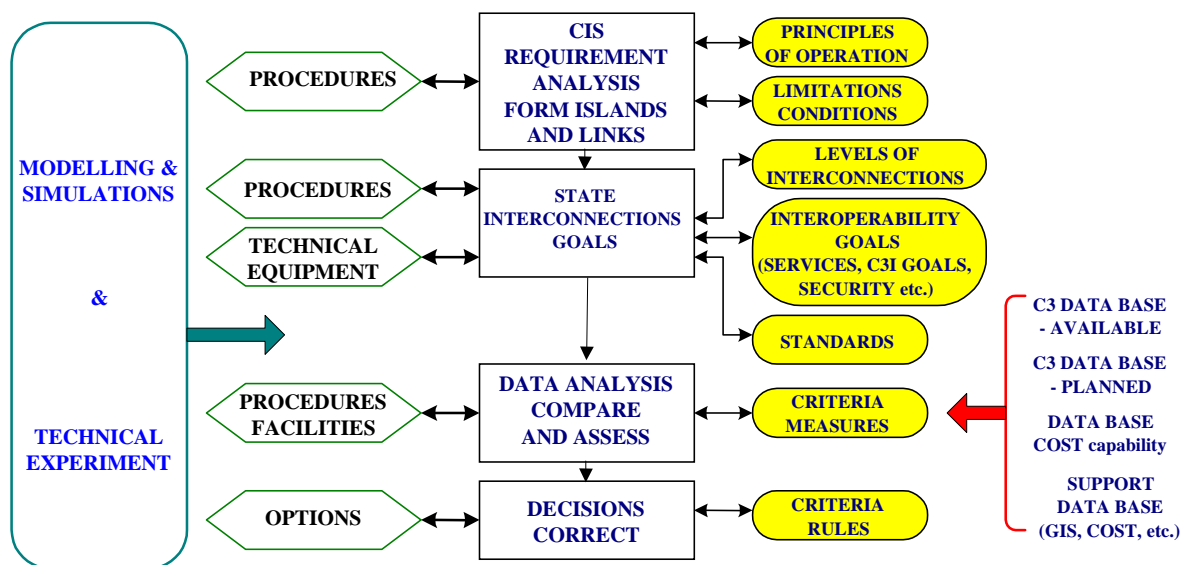 MODELLING &
SIMULATIONS
&
TECHNICAL
EXPERIMENT
PROCEDURES
PROCEDURES
TECHNICAL
EQUIPMENT
PROCEDURES
FACILITIES
OPTIONS
CIS
REQUIREMENT
ANALYSIS
FORM ISLANDS
AND LINKS
STATE
INTERCONNECTIONS
GOALS
DATA ANALYSIS
COMPARE
AND ASSESS
DECISIONS
CORRECT
PRINCIPLES
OF OPERATION
LIMITATIONS
CONDITIONS
LEVELS OF
INTERCONNECTIONS
INTEROPERABILITY
GOALS
(SERVICES, C3I GOALS,
SECURITY etc.)
STANDARDS
CRITERIA
MEASURES
CRITERIA
RULES
C3 DATA BASE
- AVAILABLE
C3 DATA BASE
- PLANNED
DATA BASE
COST capability
SUPPORT
DATA BASE
(GIS, COST, etc.)